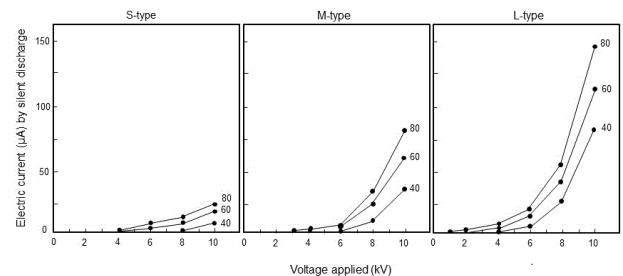 S-type M-type L-type
Electric current (µA) by silent discharge
150
100
50
0
80
60
40
0 2 4 6 8 10
80
60
40
0 2 4 6 8 10
80
60
40
0 2 4 6 8 10
Voltage applied (kV)